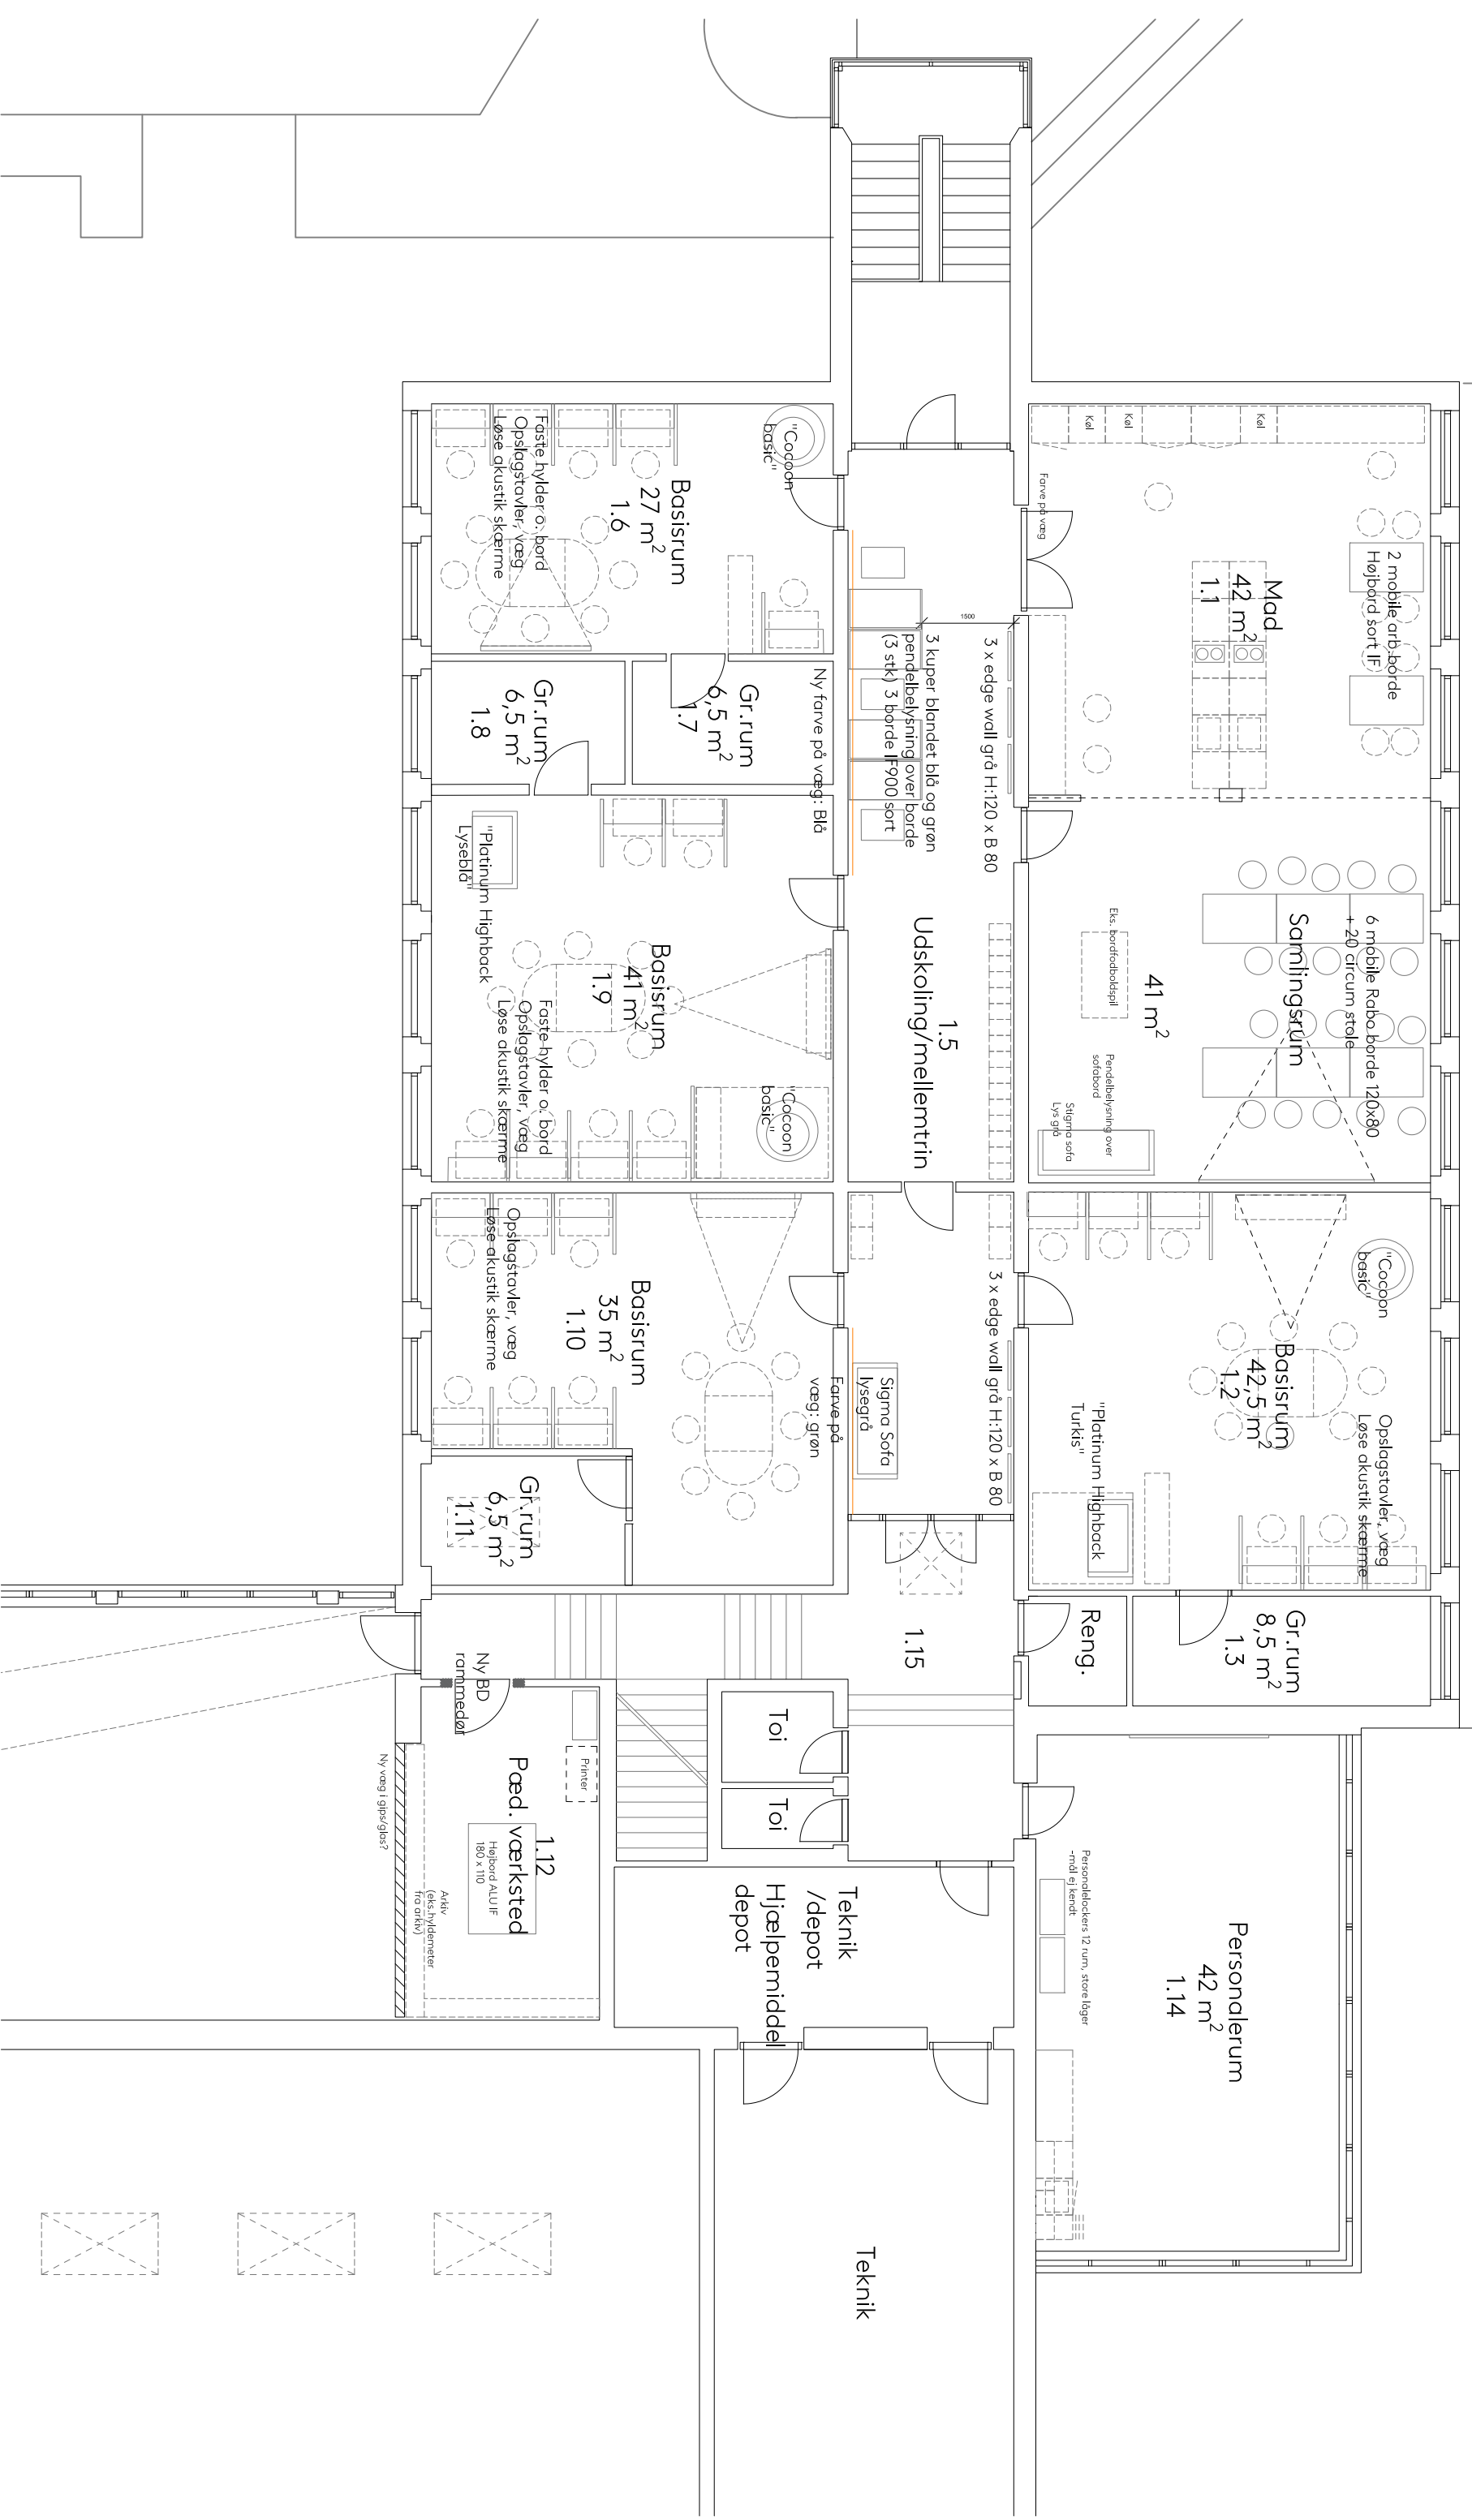 Køl
Køl
Køl
Farve på væg
2 mobile arb.borde
Højbord sort IF
Mad
42 m²
1.1
6 mobile Rabo borde 120x80
+ 20 circum stole
Samlingsrum
41 m²
Eks. bordfodboldspil
Pendelbelysning over
sofabord
Stigma sofa
Lys grå
"Cocoon
basic"
Basisrum
42,5 m²
1.2
Opslagstavler, væg
Løse akustik skærme
"Platinum Highback
Turkis"
Gr.rum
8,5 m²
1.3
Reng.
Personalerum
42 m²
1.14
Personalelockers 12 rum, store låger
-mål ej kendt
1500
3 x edge wall grå H:120 x B 80
3 kuper blandet blå og grøn
pendelbelysning over borde
(3 stk) 3 borde IF900 sort
1.5
Udskoling/mellemtrin
3 x edge wall grå H:120 x B 80
Sigma Sofa
lysegrå
1.15
Teknik
/depot
Hjælpemiddel
depot
Teknik
"Cocoon
basic"
Basisrum
27 m²
1.6
Faste hylder o. bord
Opslagstavler, væg
Løse akustik skærme
Ny farve på væg: Blå
Gr.rum
6,5 m²
1.7
Gr.rum
6,5 m²
1.8
"Platinum Highback
Lyseblå"
Basisrum
41 m²
1.9
Faste hylder o. bord
Opslagstavler, væg
Løse akustik skærme
"Cocoon
basic"
Basisrum
35 m²
1.10
Opslagstavler, væg
Løse akustik skærme
Farve på
væg: grøn
Gr.rum
6,5 m²
1.11
Toi
Toi
Ny BD
rammedør
Printer
1.12
Pæd. værksted
Højbord ALU IF
180 x 110
Arkiv
(eks.hyldemeter
fra arkiv)
Ny væg i gips/glas?